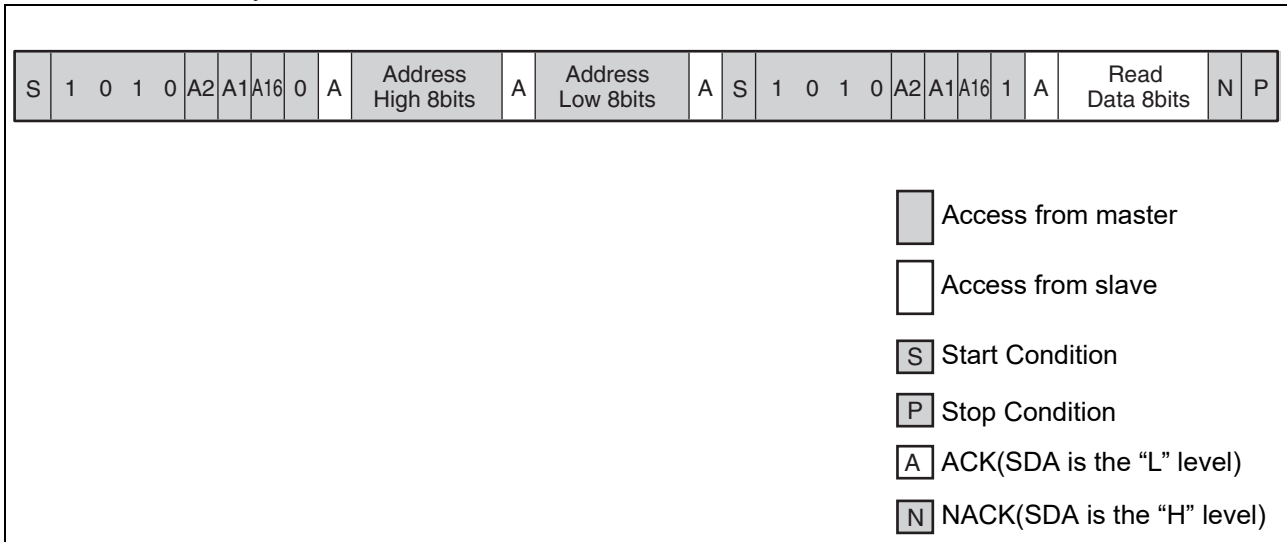 S 1 0 1 0 A2 A1 A16 0 A Address High 8bits A Address Low 8bits A S 1 0 1 0 A2 A1 A16 1 A Read Data 8bits N P
Access from master
Access from slave
S Start Condition
P Stop Condition
A ACK(SDA is the “L” level)
N NACK(SDA is the “H” level)